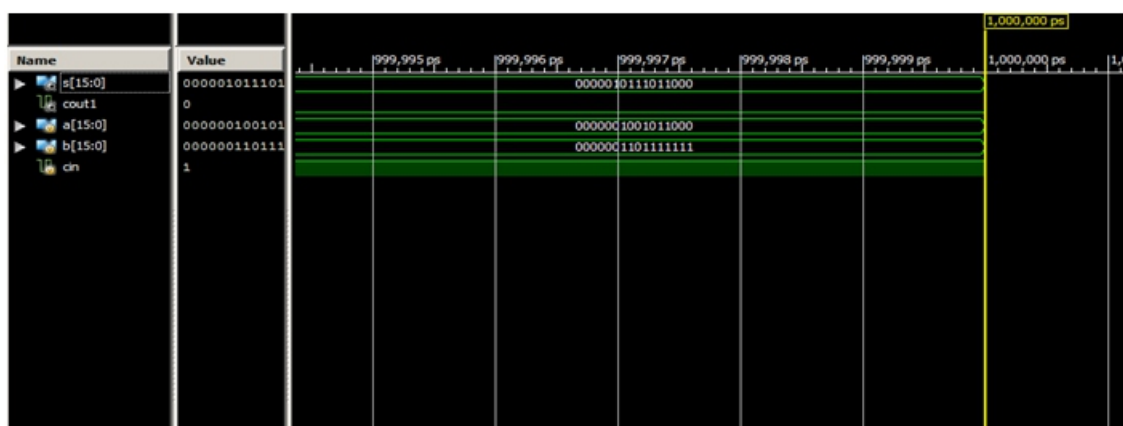 1,000,000 ps
Name Value 999,995 ps 999,996 ps 999,997 ps 999,998 ps 999,999 ps 1,000,000 ps 1,
s[15:0] 000001011101 0000010111011000
cout1 0
a[15:0] 000000100101 0000001001011000
b[15:0] 000000110111 0000001101111111
cin 1